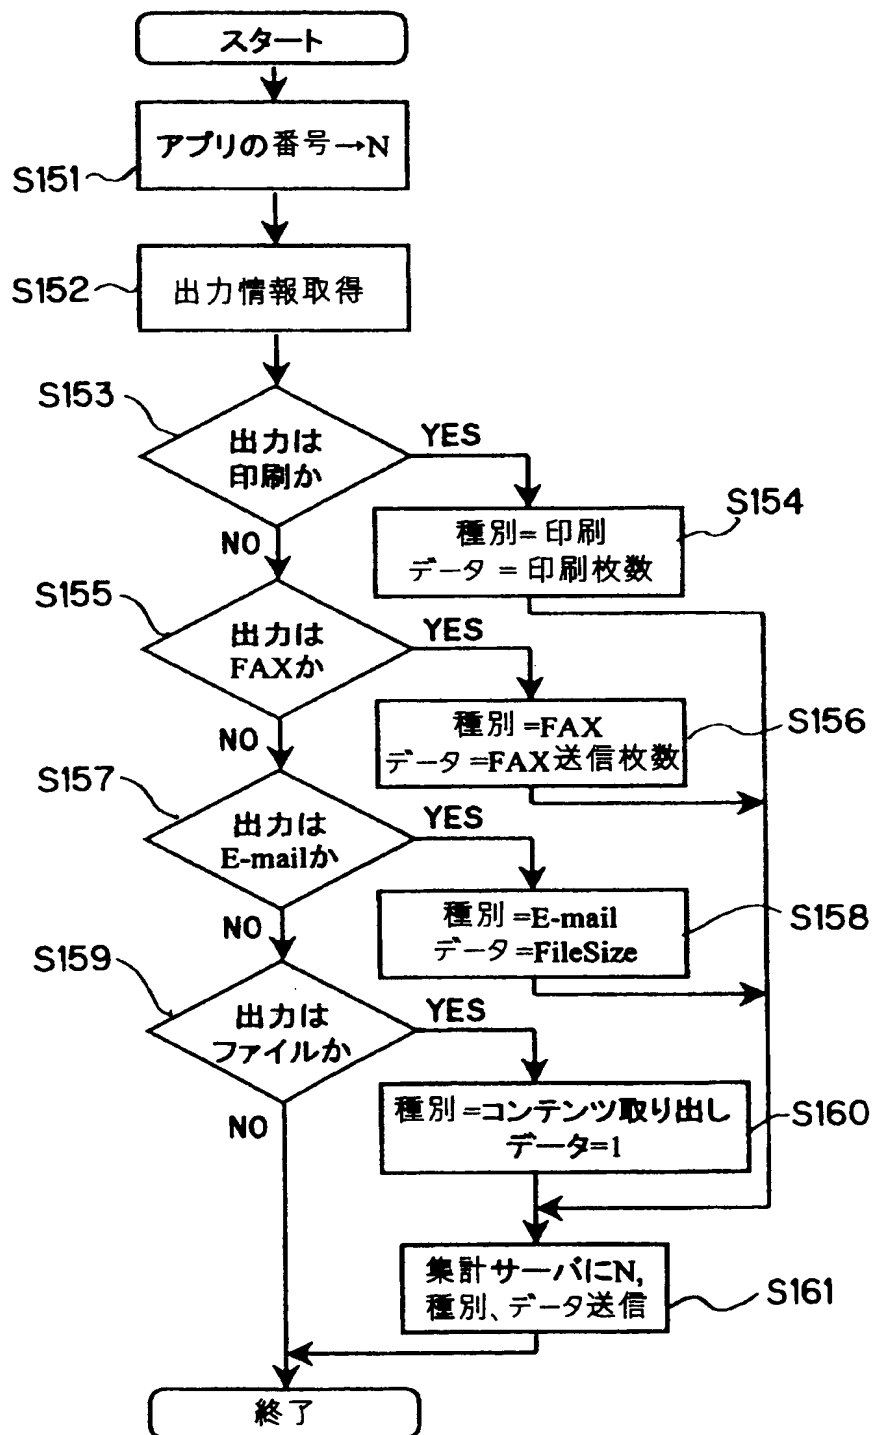 スタート
アプリの番号→N
S151
出力情報取得
S152
S153
出力は
印刷か
YES
NO
S154
種別=印刷
データ=印刷枚数
S155
出力は
FAXか
YES
NO
種別=FAX
データ=FAX送信枚数
S156
S157
出力は
E-mailか
YES
NO
種別=E-mail
データ=FileSize
S158
S159
出力は
ファイルか
YES
NO
種別=コンテンツ取り出し
データ=1
S160
集計サーバにN,
種別、データ送信
S161
終了